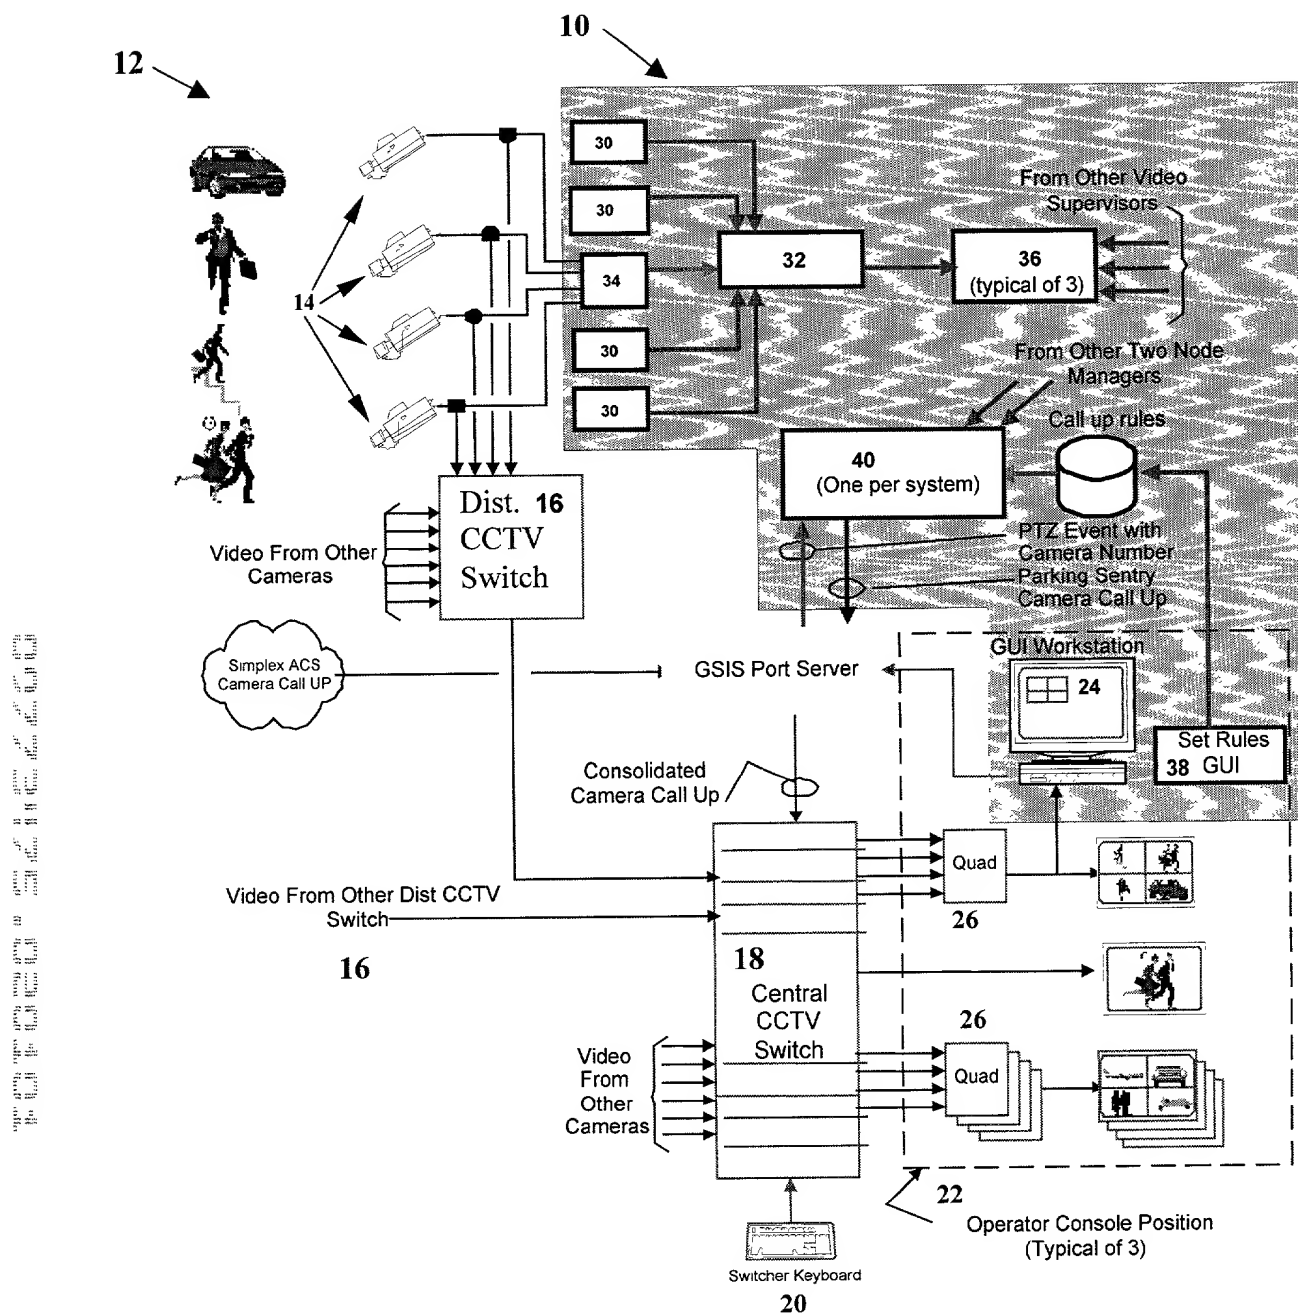 10
12
30
From Other Video
Supervisors
30
32
36
(typical of 3)
34
14
30
From Other Two Node
Managers
30
Call up rules
40
(One per system)
Dist. 16
CCTV
Switch
Video From Other
Cameras
PTZ Event with
Camera Number
Parking Sentry
Camera Call Up
Simplex ACS
Camera Call UP
GSIS Port Server
GUI Workstation
24
Set Rules
38 GUI
Consolidated
Camera Call Up
Quad
26
Video From Other Dist CCTV
Switch
16
18
Central
CCTV
Switch
26
Quad
Video
From
Other
Cameras
22
Operator Console Position
(Typical of 3)
Switcher Keyboard
20